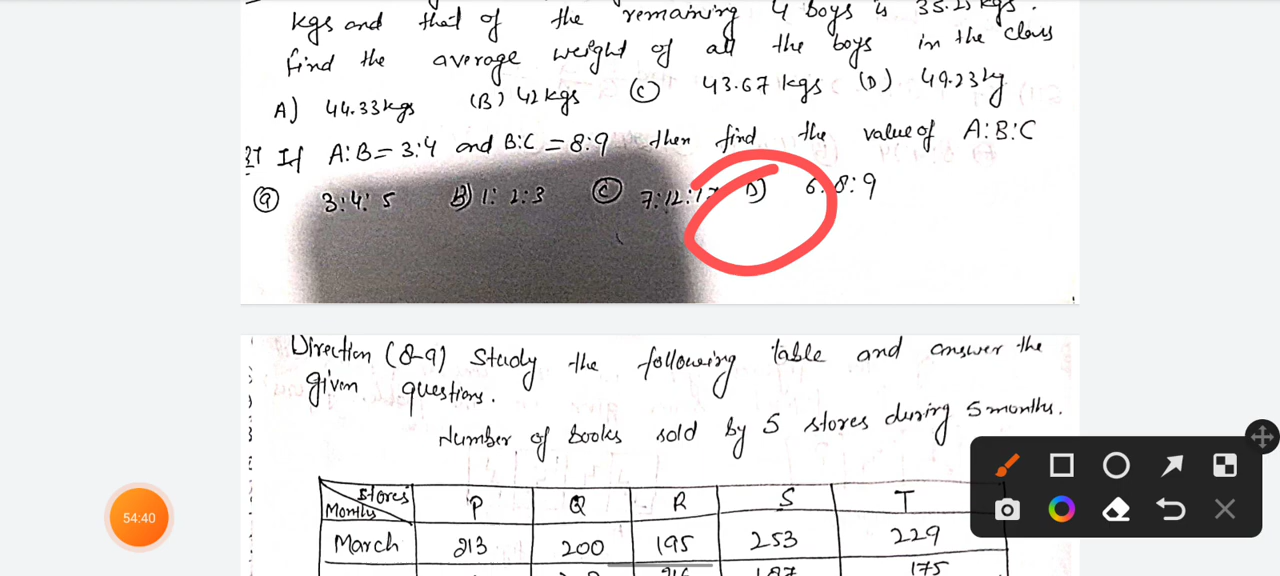 kgs and that of the remaining 4 boys is 35.25 kgs.
find the average weight of all the boys in the class
A) 44.33kgs (B) 42kgs (C) 43.67 kgs (D) 49.23kg
If A:B=3:4 and B:C=8:9 then find the value of A:B:C
(a) 3:4:5 B) 1:2:3 (C) 7:12: D) 6:8:9
Direction (8-9) Study the following table and answer the
given questions.
Number of books sold by 5 stores during 5 months.
Stores
Months P Q R S T
March 213 200 195 253 229
175
54:40